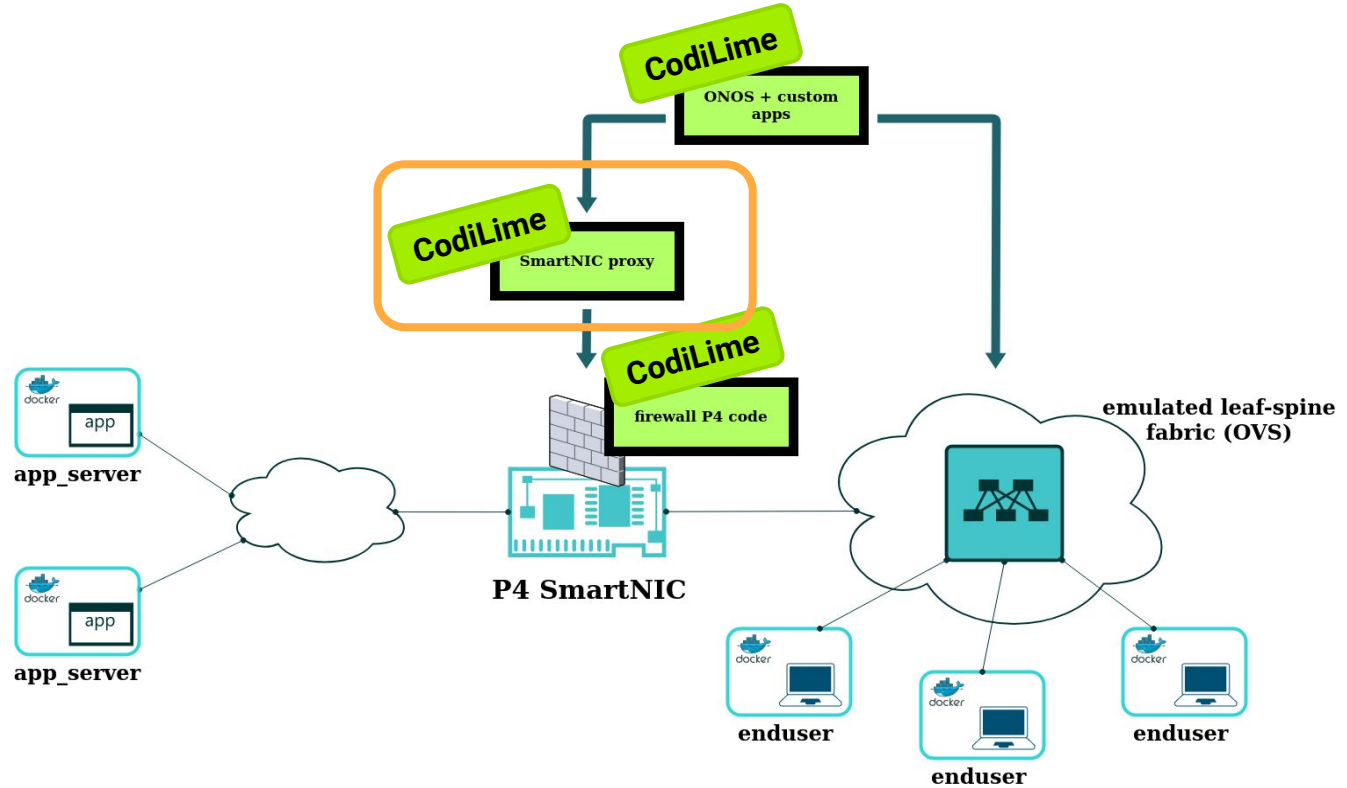 CodiLime
ONOS + custom
apps
CodiLime
SmartNIC proxy
CodiLime
firewall P4 code
docker
app
app_server
emulated leaf-spine
fabric (OVS)
docker
app
app_server
P4 SmartNIC
docker
enduser
docker
enduser
docker
enduser